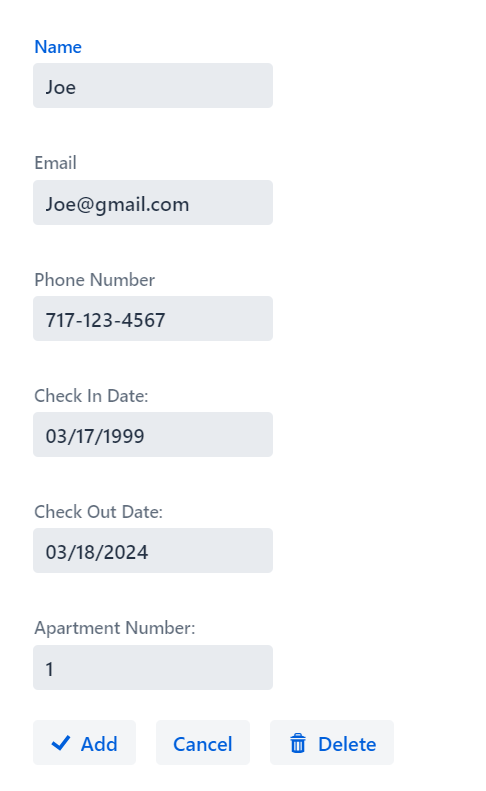 Name
Joe
Email
Joe@gmail.com
Phone Number
717-123-4567
Check In Date:
03/17/1999
Check Out Date:
03/18/2024
Apartment Number:
1
Add Cancel Delete